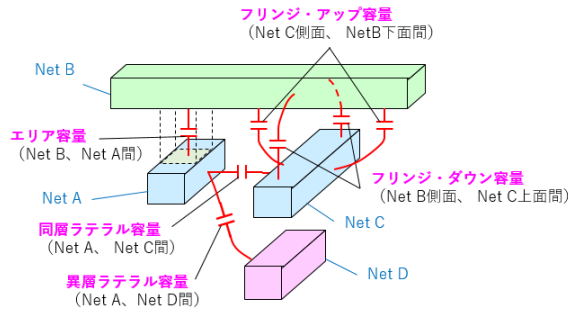 フリンジ・アップ容量
（Net C側面、 NetB下面間）
Net B
エリア容量
（Net B、Net A間）
フリンジ・ダウン容量
（Net B側面、 Net C上面間）
Net A
Net C
同層ラテラル容量
（Net A、 Net C間）
Net D
異層ラテラル容量
（Net A、Net D間）